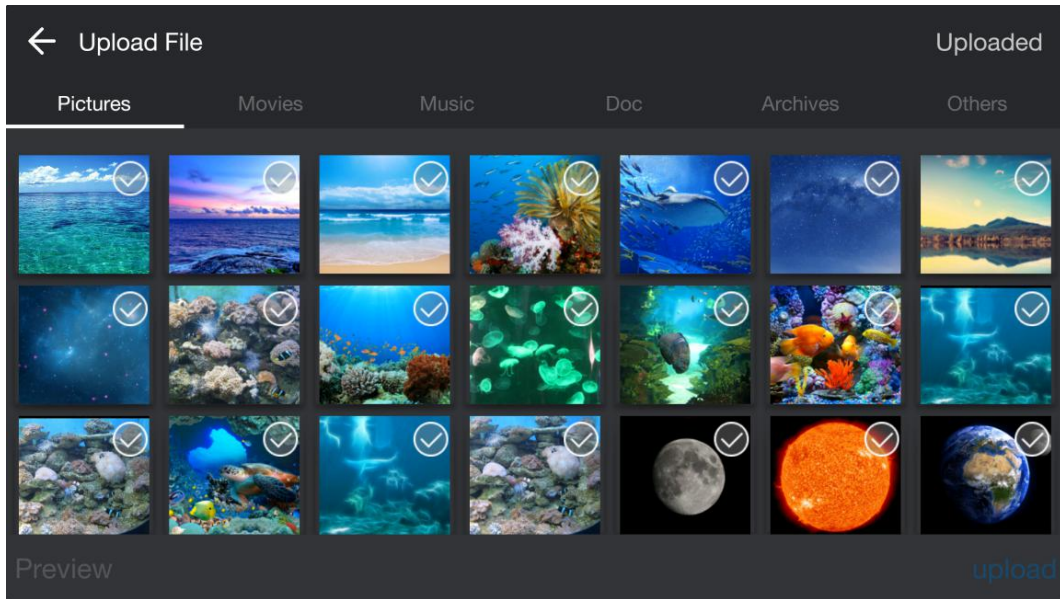 Upload File
Uploaded
Pictures
Movies
Music
Doc
Archives
Others
Preview
upload